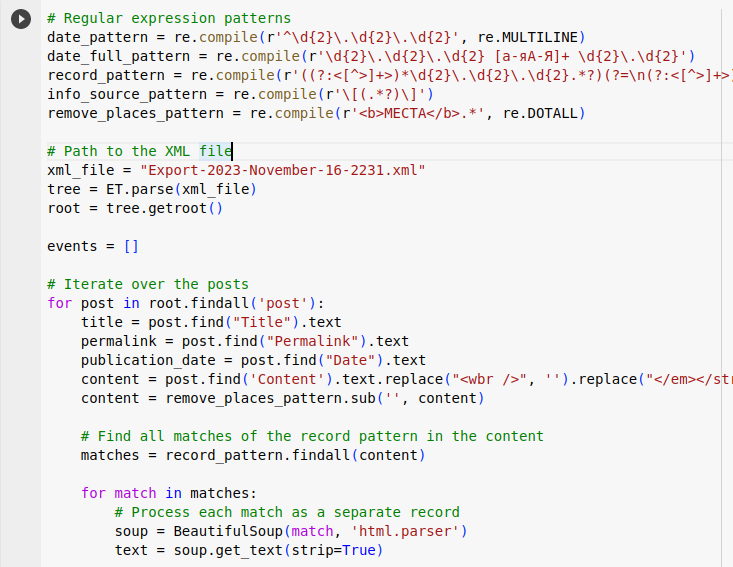 # Regular expression patterns
date_pattern = re.compile(r'^\d{2}\.\d{2}\.\d{2}', re.MULTILINE)
date_full_pattern = re.compile(r'\d{2}\.\d{2}\.\d{2} [а-яА-Я]+ \d{2}\.\d{2}')
record_pattern = re.compile(r'((?:<[^>]+>)*\d{2}\.\d{2}\.\d{2}.*?)(?=\n(?:<[^>]+>)
info_source_pattern = re.compile(r'\[(.*?)\]')
remove_places_pattern = re.compile(r'<b>МЕСТА</b>.*', re.DOTALL)
# Path to the XML file
xml_file = "Export-2023-November-16-2231.xml"
tree = ET.parse(xml_file)
root = tree.getroot()
events = []
# Iterate over the posts
for post in root.findall('post'):
    title = post.find("Title").text
    permalink = post.find("Permalink").text
    publication_date = post.find("Date").text
    content = post.find('Content').text.replace("<wbr />", '').replace("</em></str
    content = remove_places_pattern.sub('', content)
    # Find all matches of the record pattern in the content
    matches = record_pattern.findall(content)
    for match in matches:
        # Process each match as a separate record
        soup = BeautifulSoup(match, 'html.parser')
        text = soup.get_text(strip=True)